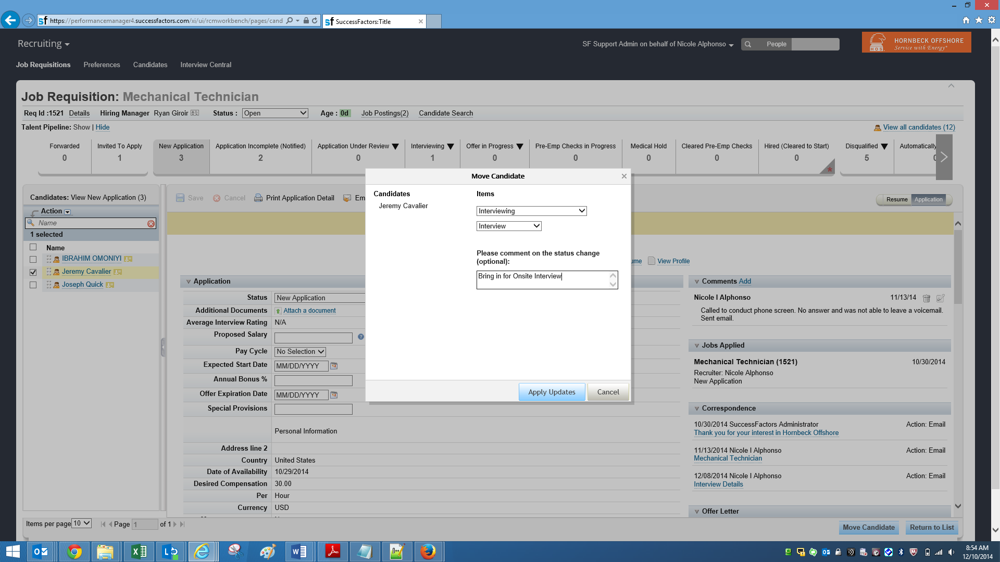 https://performancemanager4.successfactors.com/xi/ui/rcmworkbench/pages/cand
SuccessFactors:Title
Recruiting
SF Support Admin on behalf of Nicole Alphonso
People
HORNBECK OFFSHORE
Service with Energy®
H.O.S.
Job Requisitions
Preferences
Candidates
Interview Central
Job Requisition: Mechanical Technician
Req Id :1521 Details Hiring Manager Ryan Giroir Status : Open Age : 0d Job Postings(2) Candidate Search
Talent Pipeline: Show | Hide
View all candidates (12)
Forwarded
0
Invited To Apply
1
New Application
3
Application Incomplete (Notified)
2
Application Under Review
0
Interviewing
1
Offer in Progress
0
Pre-Emp Checks in Progress
0
Medical Hold
0
Cleared Pre-Emp Checks
0
Hired (Cleared to Start)
0
Disqualified
5
Automatically
Candidates: View New Application (3)
Action
Name
1 selected
Name
IBRAHIM OMONIYI
Jeremy Cavalier
Joseph Quick
Save
Cancel
Print Application Detail
Em
Resume
Application
Move Candidate
Candidates
Jeremy Cavalier
Items
Interviewing
Interview
Please comment on the status change
(optional):
Bring in for Onsite Interview
Apply Updates
Cancel
ume
View Profile
Application
Status New Application
Additional Documents Attach a document
Average Interview Rating N/A
Proposed Salary
Pay Cycle No Selection
Expected Start Date MM/DD/YYYY
Annual Bonus %
Offer Expiration Date MM/DD/YYYY
Special Provisions
Personal Information
Address line 2
Country United States
Date of Availability 10/29/2014
Desired Compensation 30.00
Per Hour
Currency USD
Comments Add
Nicole I Alphonso 11/13/14
Called to conduct phone screen. No answer and was not able to leave a voicemail.
Sent email.
Jobs Applied
Mechanical Technician (1521) 10/30/2014
Recruiter: Nicole Alphonso
New Application
Correspondence
10/30/2014 SuccessFactors Administrator Action: Email
Thank you for your interest in Hornbeck Offshore
11/13/2014 Nicole I Alphonso Action: Email
Mechanical Technician
12/08/2014 Nicole I Alphonso Action: Email
Interview Details
Offer Letter
Items per page 10 Page 1 of 1
Move Candidate
Return to List
8:54 AM
12/10/2014